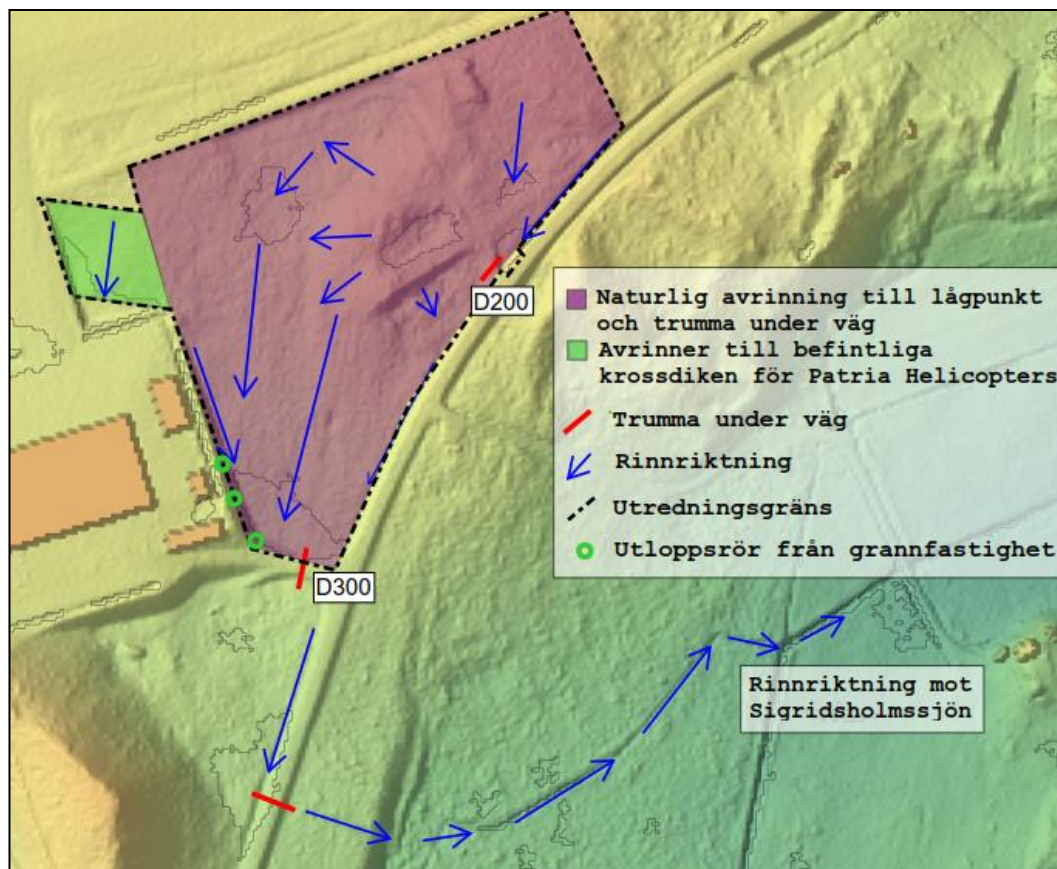 D200
Naturlig avrinning till lågpunkt
och trumma under väg
Avrinner till befintliga
krossdiken för Patria Helicopters
Trumma under väg
Rinnriktning
Utredningsgräns
Utloppsrör från grannfastighet
D300
Rinnriktning mot
Sigridsholmssjön